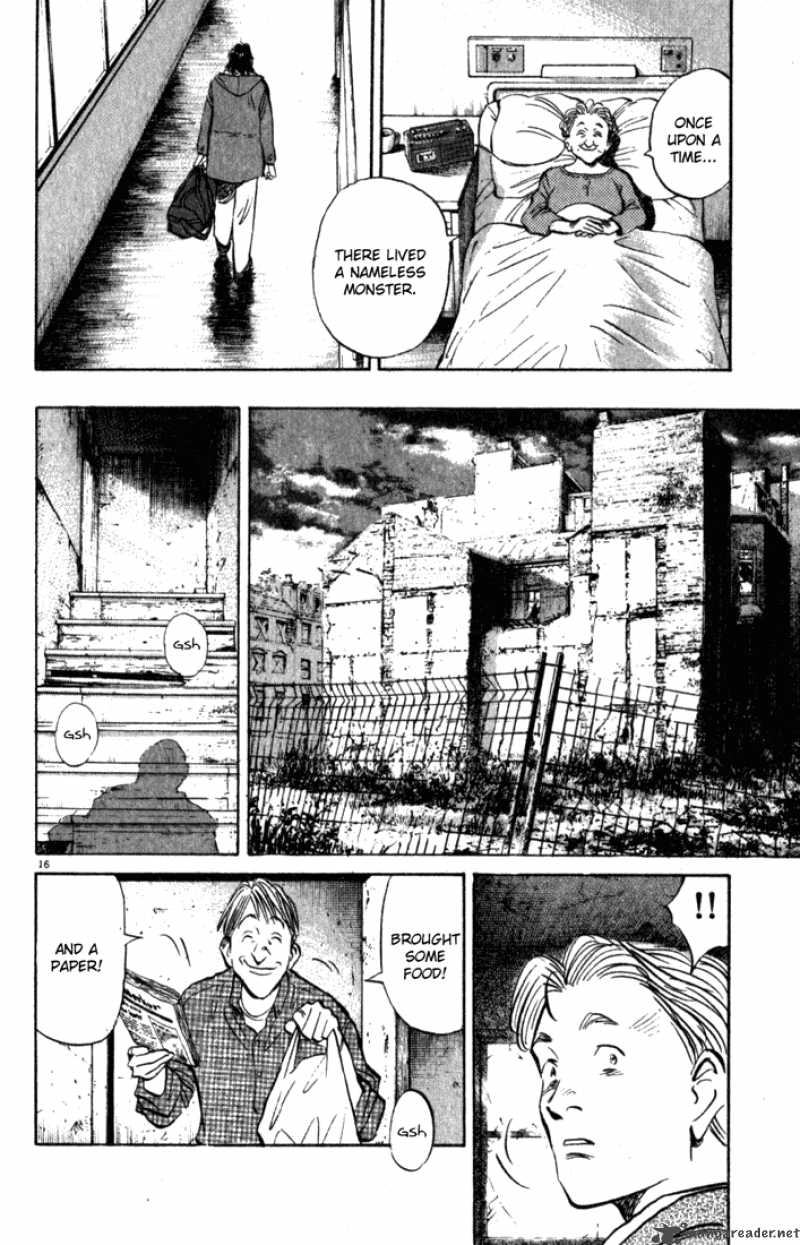 ONCE
UPON A
TIME...
THERE LIVED
A NAMELESS
MONSTER.
GSH
GSH
16
!!
BROUGHT
SOME
FOOD!
AND A
PAPER!
GSH
mangareader.net